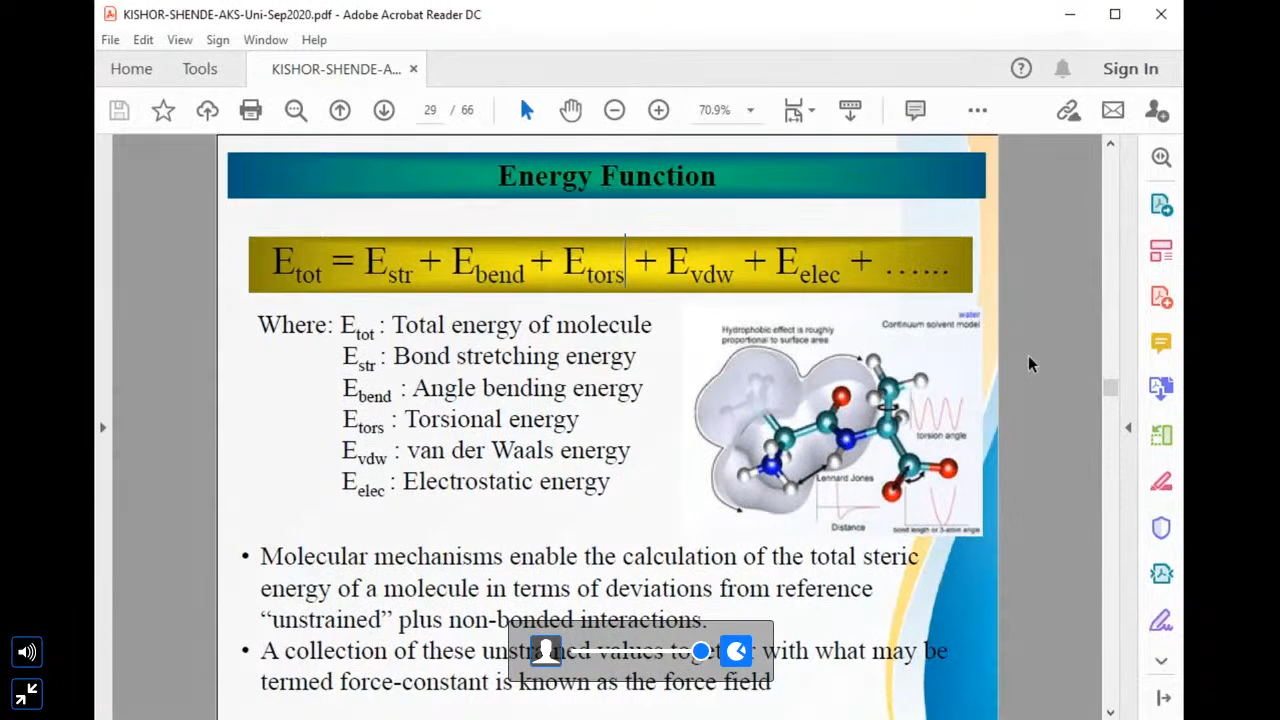 KISHOR-SHENDE-AKS-Uni-Sep2020.pdf - Adobe Acrobat Reader DC
File Edit View Sign Window Help
Home Tools KISHOR-SHENDE-A... × Sign In
29 / 66 70.9%
Energy Function
E_tot = E_str + E_bend + E_tors + E_vdw + E_elec + ……
Where: E_tot : Total energy of molecule
E_str : Bond stretching energy
E_bend : Angle bending energy
E_tors : Torsional energy
E_vdw : van der Waals energy
E_elec : Electrostatic energy
water
Continuum solvent model
Hydrophobic effect is roughly
proportional to surface area
torsion angle
Lennard Jones
Distance
bond length or 3-atom angle
• Molecular mechanisms enable the calculation of the total steric
energy of a molecule in terms of deviations from reference
“unstrained” plus non-bonded interactions.
• A collection of these unstrained values together with what may be
termed force-constant is known as the force field